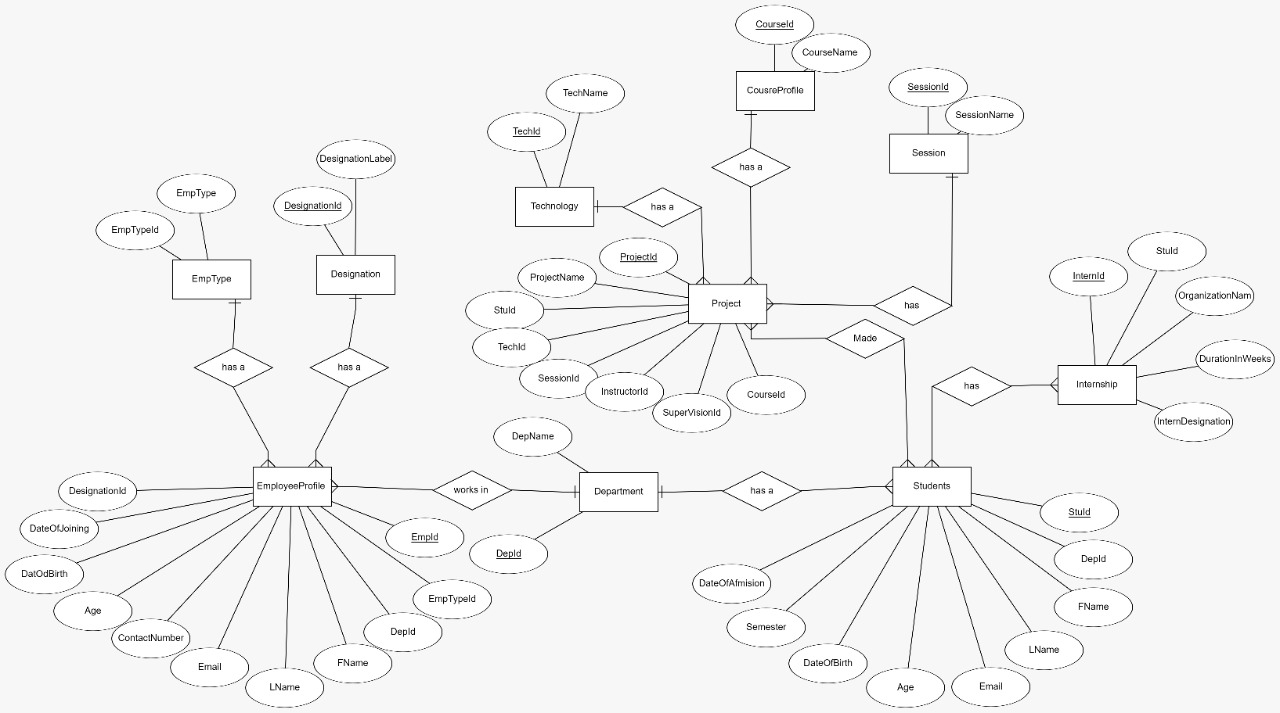 CourseId
CourseName
CousreProfile
SessionId
SessionName
Session
TechName
TechId
Technology
has a
has a
DesignationLabel
DesignationId
Designation
EmpType
EmpTypeId
EmpType
ProjectId
ProjectName
StuId
TechId
SessionId
InstructorId
SuperVisionId
CourseId
Project
has
Made
InternId
StuId
OrganizationNam
DurationInWeeks
InternDesignation
Internship
has
has a
has a
DepName
Department
DepId
works in
has a
EmployeeProfile
Students
DesignationId
DateOfJoining
DatOdBirth
Age
ContactNumber
Email
LName
FName
DepId
EmpTypeId
EmpId
StuId
DepId
FName
LName
Email
Age
DateOfBirth
Semester
DateOfAfmision